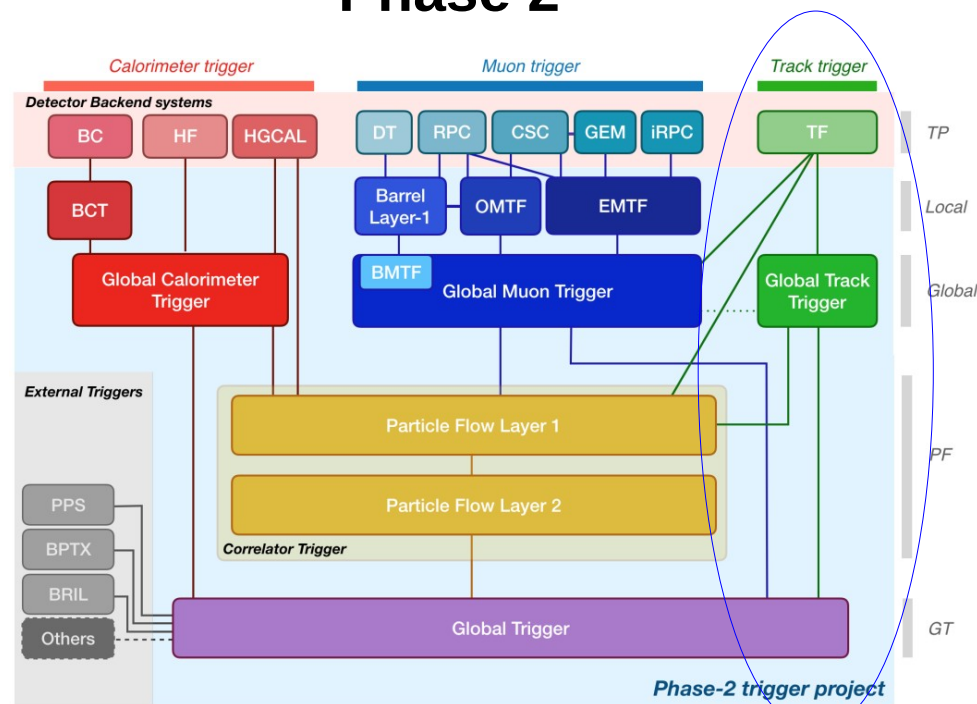 Phase 2
Calorimeter trigger
Muon trigger
Track trigger
Detector Backend systems
BC
HF
HGCAL
DT
RPC
CSC
GEM
iRPC
TF
TP
BCT
Barrel
Layer-1
OMTF
EMTF
Local
Global Calorimeter
Trigger
BMTF
Global Muon Trigger
Global Track
Trigger
Global
External Triggers
Particle Flow Layer 1
PF
Particle Flow Layer 2
Correlator Trigger
PPS
BPTX
BRIL
Others
Global Trigger
GT
Phase-2 trigger project